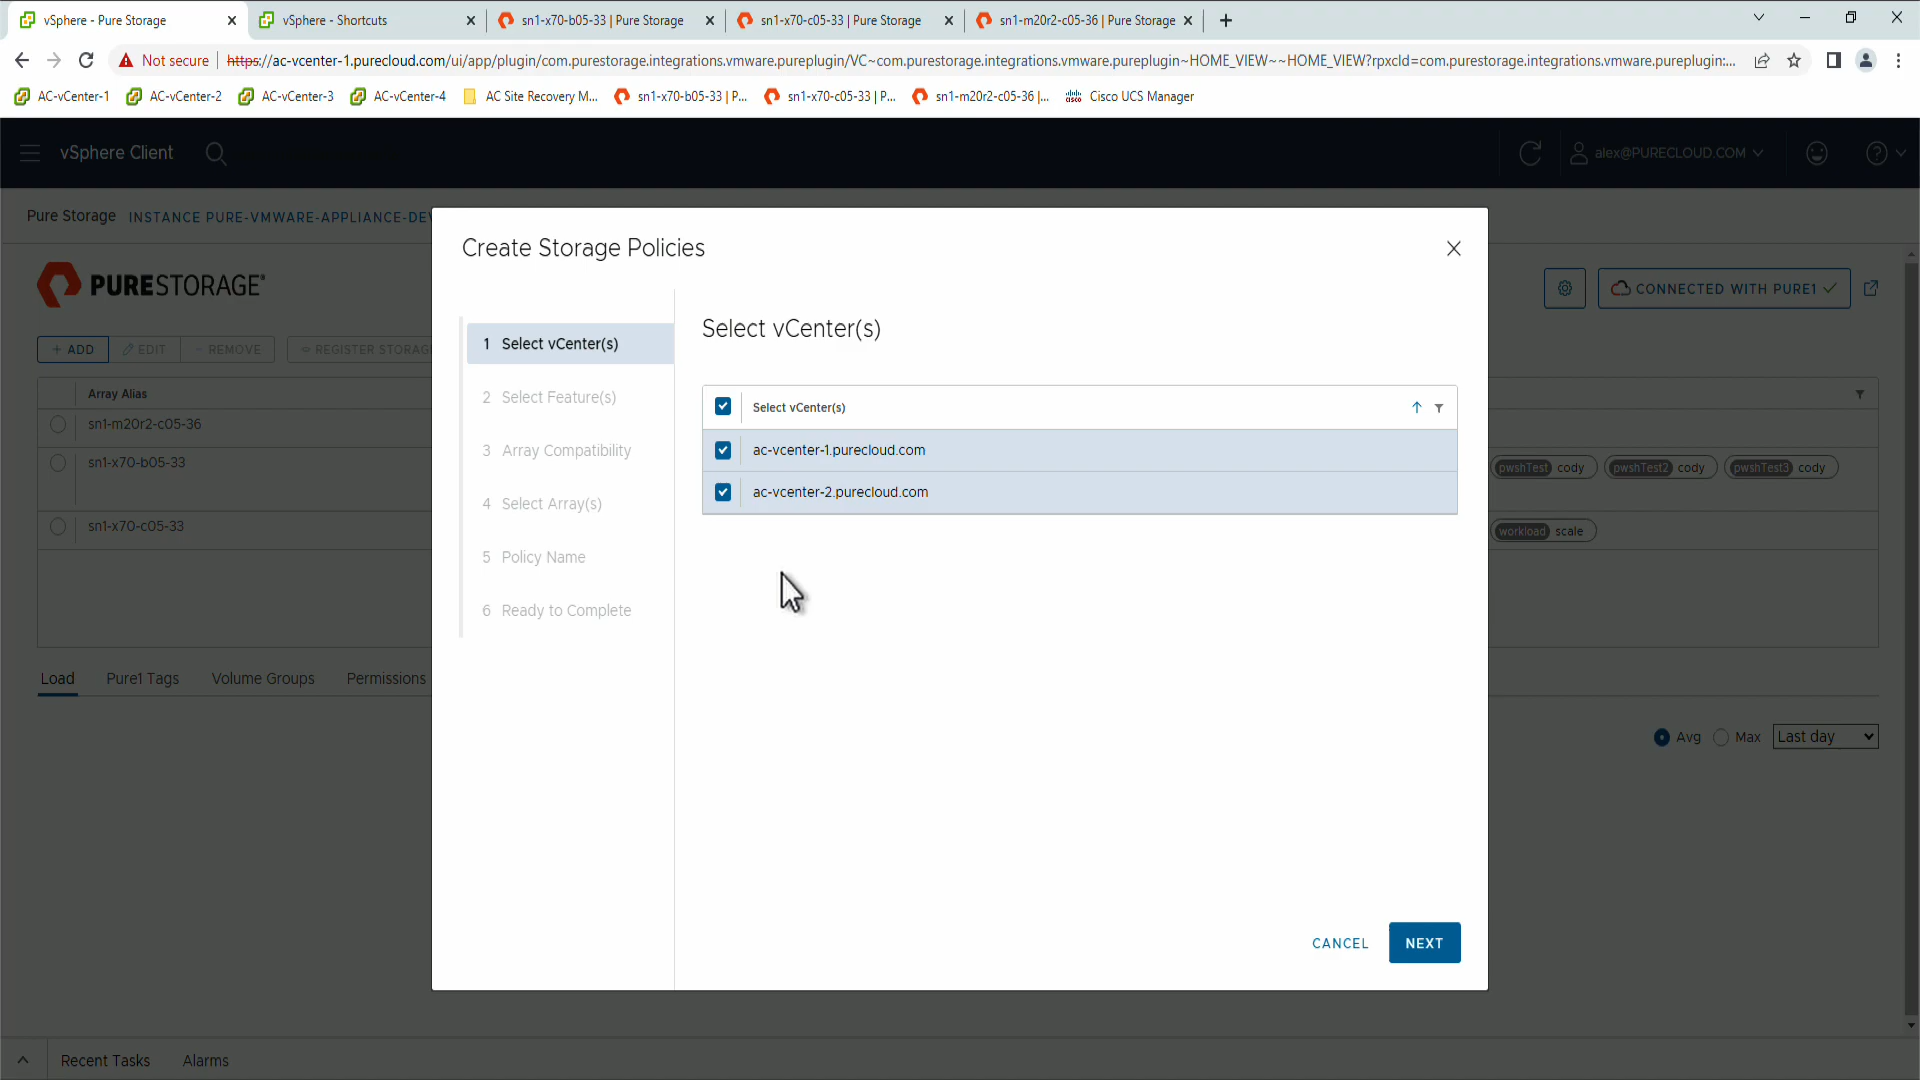 vSphere - Pure Storage
vSphere - Shortcuts
sn1-x70-b05-33 | Pure Storage
sn1-x70-c05-33 | Pure Storage
sn1-m20r2-c05-36 | Pure Storage
Not secure
https://ac-vcenter-1.purecloud.com/ui/app/plugin/com.purestorage.integrations.vmware.pureplugin/VC~com.purestorage.integrations.vmware.pureplugin~HOME_VIEW~~HOME_VIEW?rpxcId=com.purestorage.integrations.vmware.pureplugin:...
AC-vCenter-1
AC-vCenter-2
AC-vCenter-3
AC-vCenter-4
AC Site Recovery M...
sn1-x70-b05-33 | P...
sn1-x70-c05-33 | P...
sn1-m20r2-c05-36 |...
cisco
Cisco UCS Manager
vSphere Client
alex@PURECLOUD.COM
Pure Storage
INSTANCE PURE-VMWARE-APPLIANCE-DEV
PURESTORAGE®
CONNECTED WITH PURE1
+ ADD
EDIT
REMOVE
REGISTER STORAG
Array Alias
sn1-m20r2-c05-36
sn1-x70-b05-33
pwshTest cody
pwshTest2 cody
pwshTest3 cody
sn1-x70-c05-33
workload scale
Load
Pure1 Tags
Volume Groups
Permissions
Avg
Max
Last day
Create Storage Policies
1 Select vCenter(s)
2 Select Feature(s)
3 Array Compatibility
4 Select Array(s)
5 Policy Name
6 Ready to Complete
Select vCenter(s)
Select vCenter(s)
ac-vcenter-1.purecloud.com
ac-vcenter-2.purecloud.com
CANCEL
NEXT
Recent Tasks
Alarms